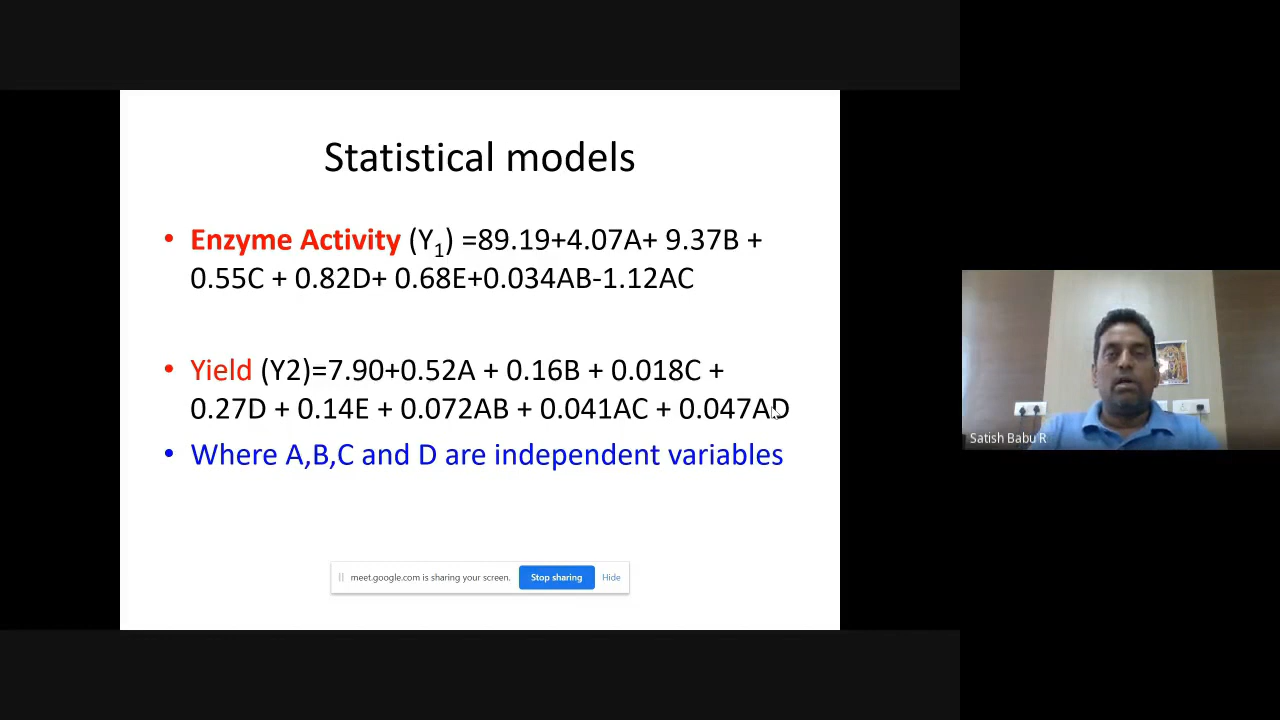 Statistical models
• Enzyme Activity (Y1) =89.19+4.07A+ 9.37B +
0.55C + 0.82D+ 0.68E+0.034AB-1.12AC
• Yield (Y2)=7.90+0.52A + 0.16B + 0.018C +
0.27D + 0.14E + 0.072AB + 0.041AC + 0.047AD
• Where A,B,C and D are independent variables
meet.google.com is sharing your screen. Stop sharing Hide
Satish Babu R